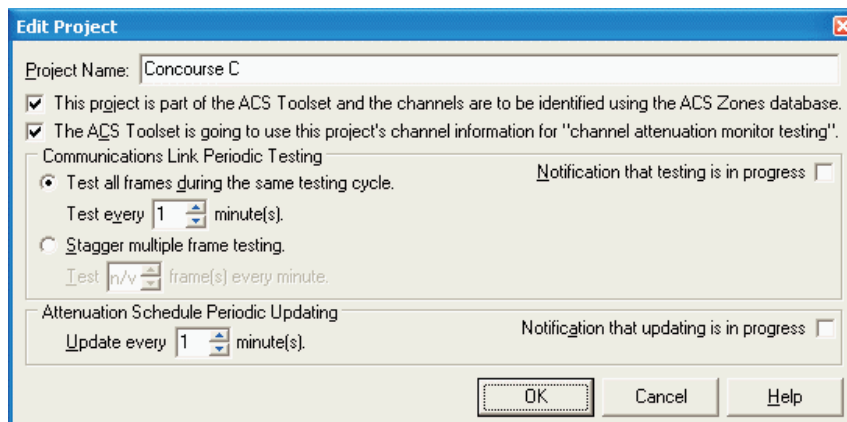 Edit Project
Project Name: Concourse C
This project is part of the ACS Toolset and the channels are to be identified using the ACS Zones database.
The ACS Toolset is going to use this project's channel information for "channel attenuation monitor testing".
Communications Link Periodic Testing
Notification that testing is in progress
Test all frames during the same testing cycle.
Test every 1 minute(s).
Stagger multiple frame testing.
Test n/v frame(s) every minute.
Attenuation Schedule Periodic Updating
Notification that updating is in progress
Update every 1 minute(s).
OK Cancel Help